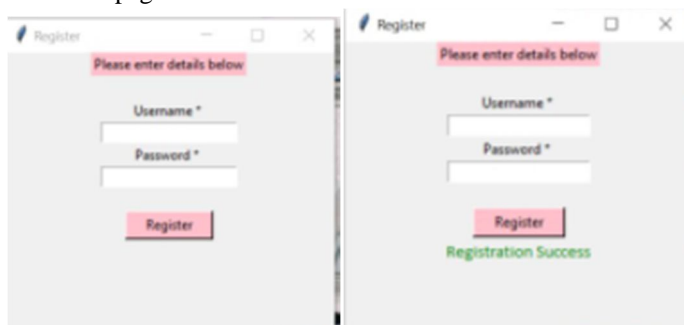 Register
Please enter details below
Username *
Password *
Register
Register
Please enter details below
Username *
Password *
Register
Registration Success